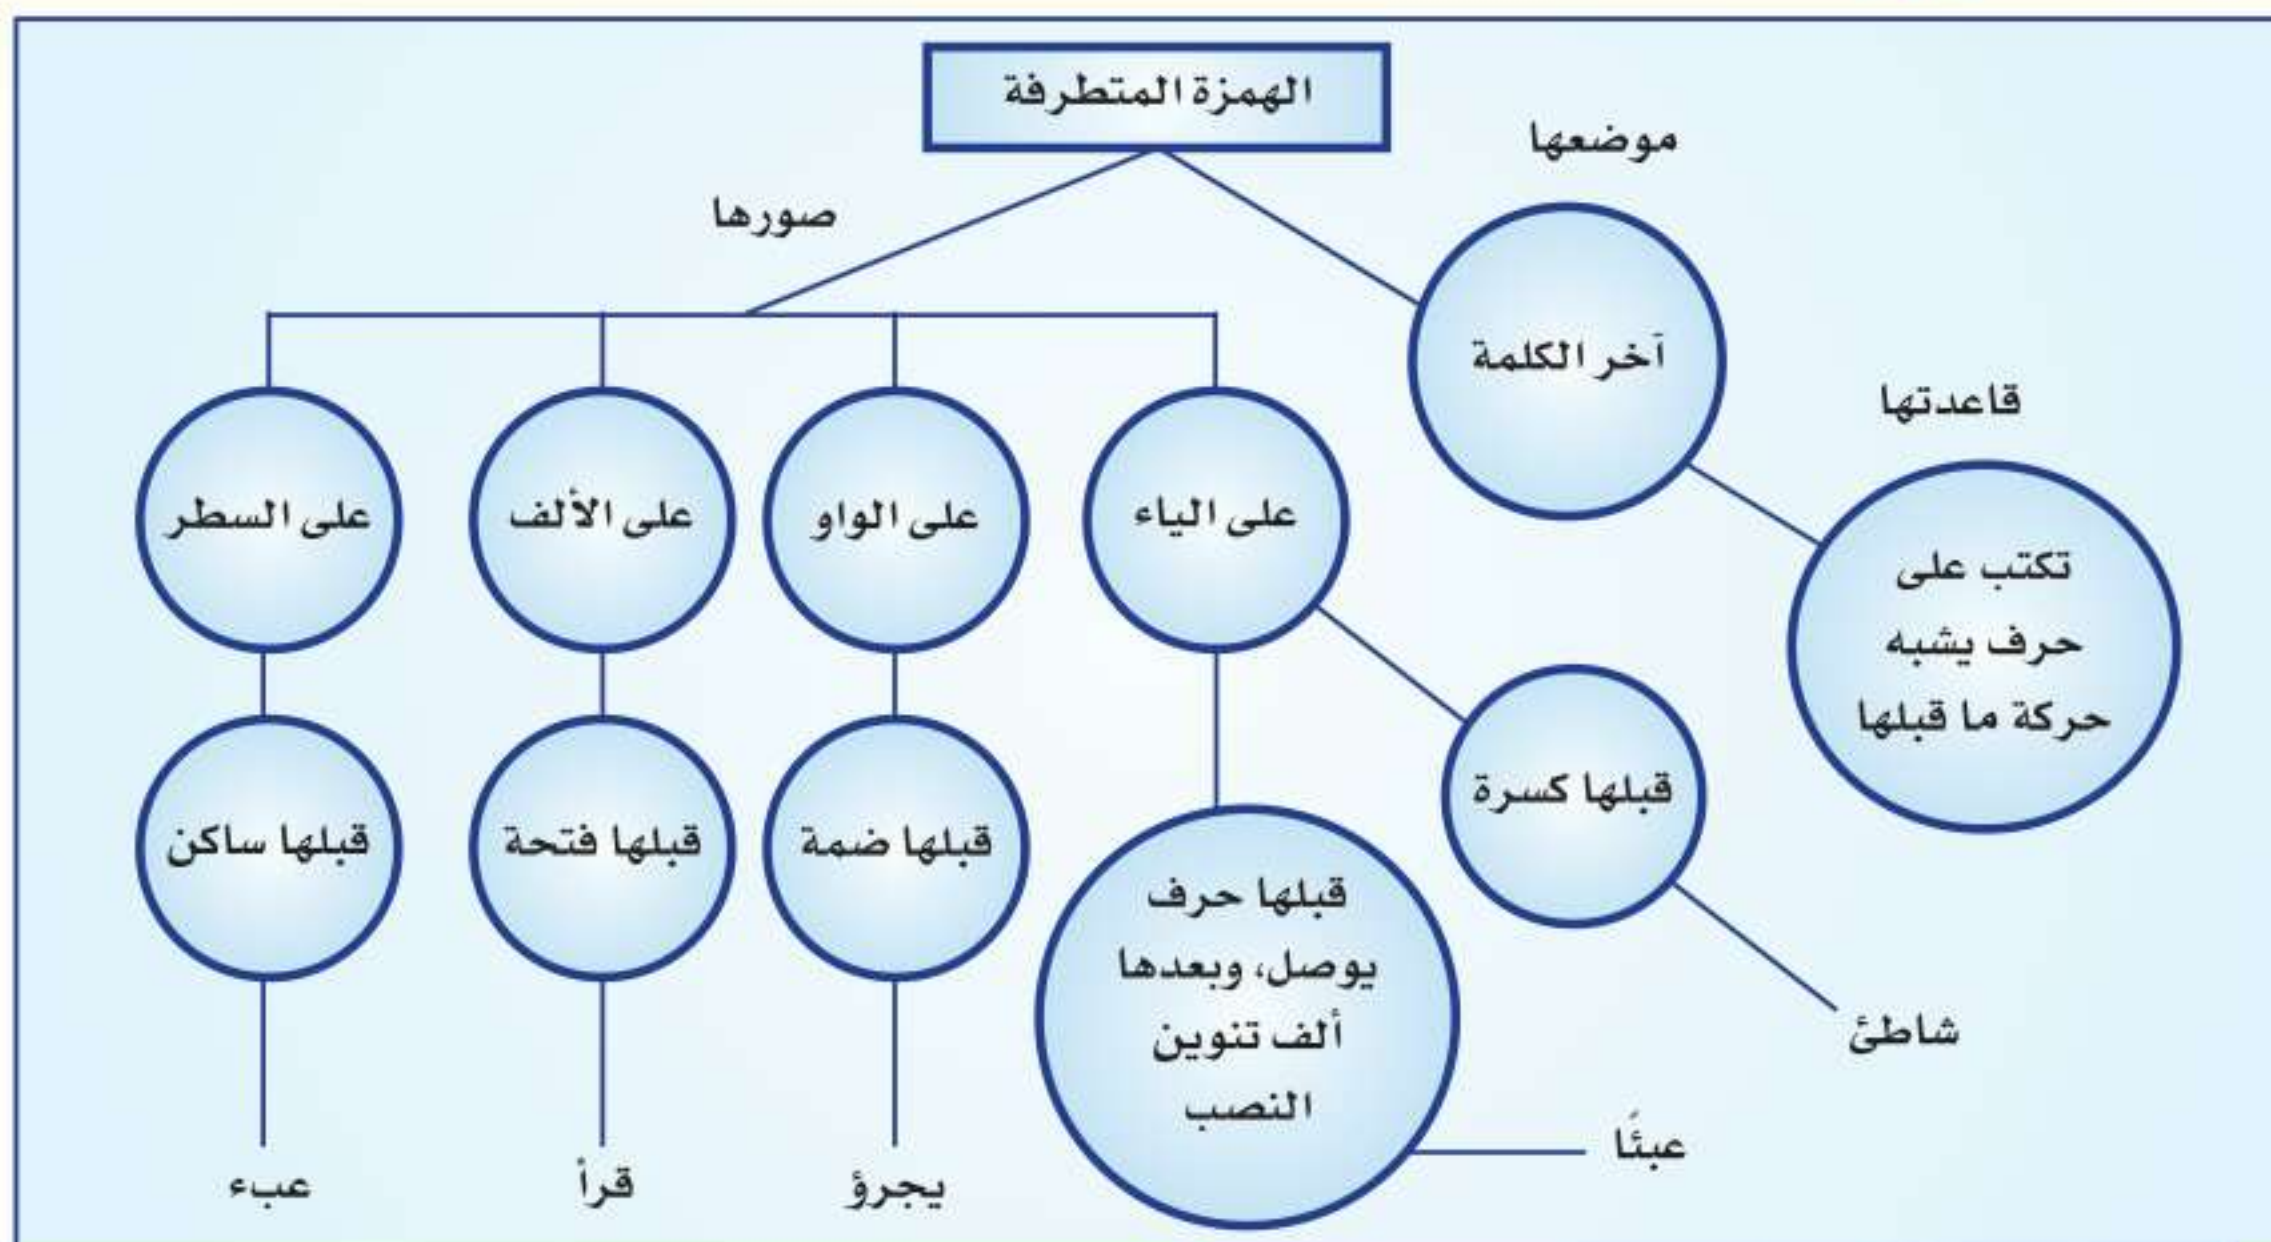 الهمزة المتطرفة
موضعها
صورها
آخر الكلمة
قاعدتها
تكتب على
حرف يشبه
حركة ما قبلها
على الياء
على الواو
على الألف
على السطر
قبلها كسرة
قبلها ضمة
قبلها فتحة
قبلها ساكن
قبلها حرف
يوصل، وبعدها
ألف تنوين
النصب
شاطئ
عبئًا
يجرؤ
قرأ
عبء